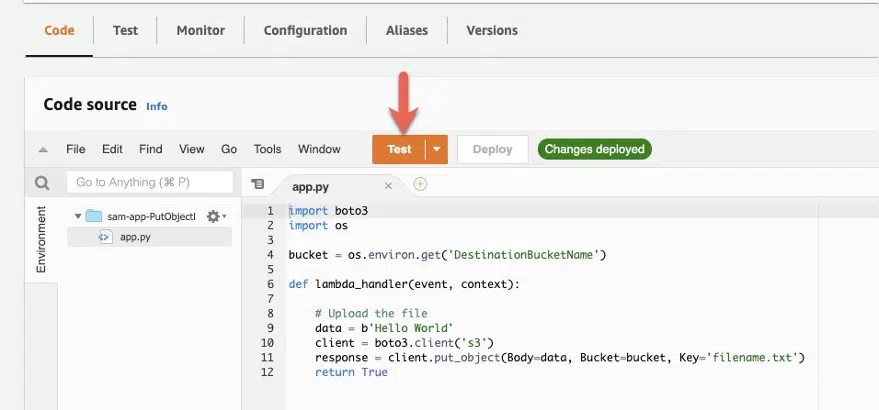 Code Test Monitor Configuration Aliases Versions
Code source Info
File Edit Find View Go Tools Window Test Deploy Changes deployed
Go to Anything (⌘ P) app.py
Environment
sam-app-PutObjectI
app.py
1 import boto3
2 import os
3
4 bucket = os.environ.get('DestinationBucketName')
5
6 def lambda_handler(event, context):
7
8 # Upload the file
9 data = b'Hello World'
10 client = boto3.client('s3')
11 response = client.put_object(Body=data, Bucket=bucket, Key='filename.txt')
12 return True